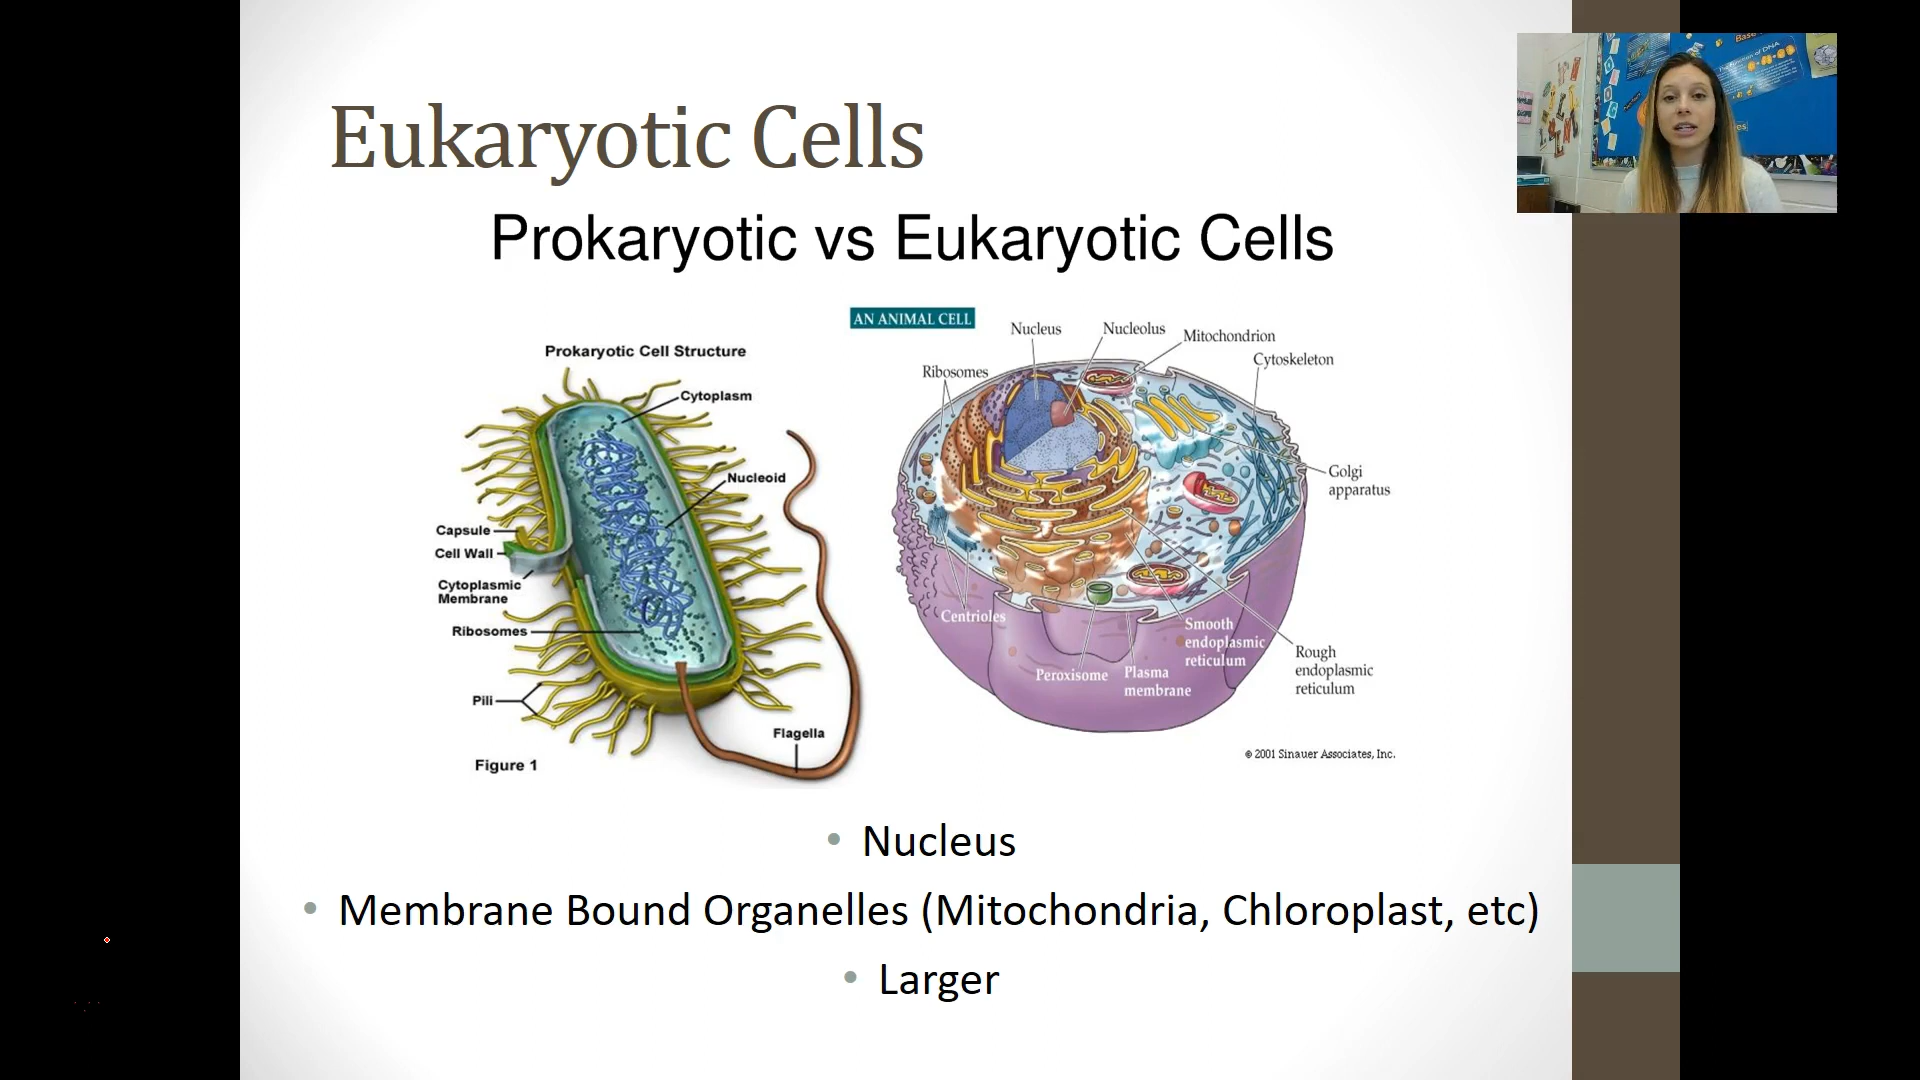 Eukaryotic Cells
Prokaryotic vs Eukaryotic Cells
Prokaryotic Cell Structure
Cytoplasm
Nucleoid
Capsule
Cell Wall
Cytoplasmic
Membrane
Ribosomes
Pili
Flagella
Figure 1
AN ANIMAL CELL
Nucleus
Nucleolus
Mitochondrion
Cytoskeleton
Ribosomes
Golgi
apparatus
Centrioles
Smooth
endoplasmic
reticulum
Peroxisome
Plasma
membrane
Rough
endoplasmic
reticulum
© 2001 Sinauer Associates, Inc.
• Nucleus
• Membrane Bound Organelles (Mitochondria, Chloroplast, etc)
• Larger